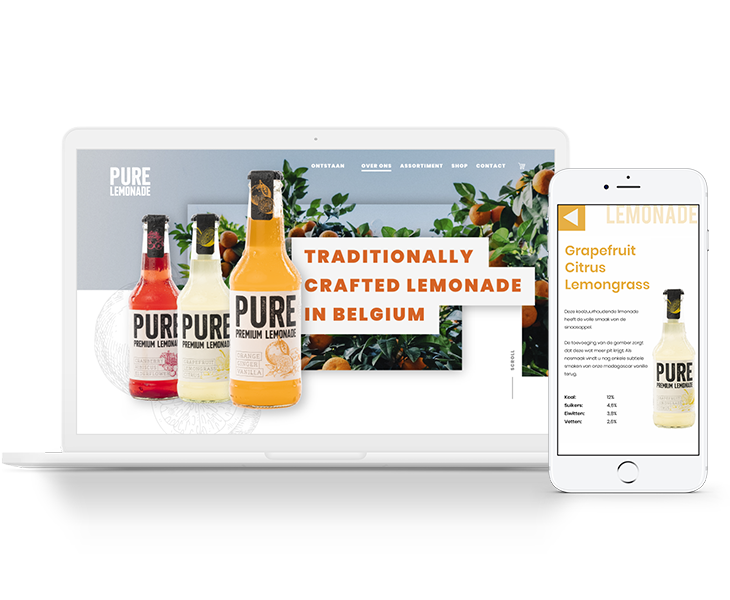 PURE
LEMONADE
ONTSTAAN
OVER ONS
ASSORTIMENT
SHOP
CONTACT
TRADITIONALLY
CRAFTED LEMONADE
IN BELGIUM
PURE
PREMIUM LEMONADE
PURE
PREMIUM LEMONADE
PURE
PREMIUM LEMONADE
ORANGE
GINGER
VANILLA
SCROLL
LEMONADE
Grapefruit
Citrus
Lemongrass
Deze koolzuurhoudende limonade
heeft de volle smaak van de
sinaasappel.
De toevoeging van de gember zorgt
dat deze wat meer pit krijgt. Als
nasmaak vindt u nog enkele subtiele
smaken van onze madagascar vanille
terug.
Kcal: 12%
Suikers: 4,6%
Eiwitten: 3,8%
Vetten: 2,6%
PURE
PREMIUM LEMONADE